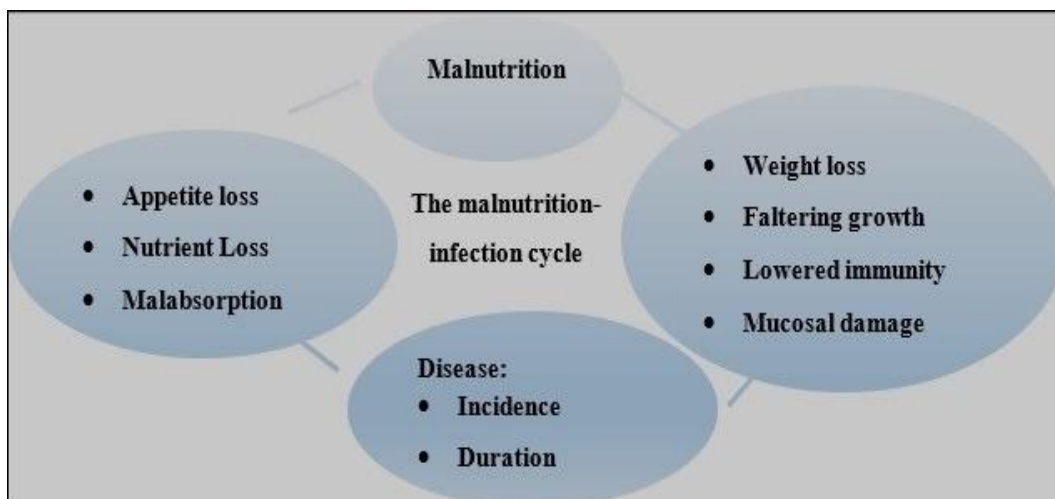 Malnutrition
• Appetite loss
• Nutrient Loss
• Malabsorption
The malnutrition-
infection cycle
• Weight loss
• Faltering growth
• Lowered immunity
• Mucosal damage
Disease:
• Incidence
• Duration